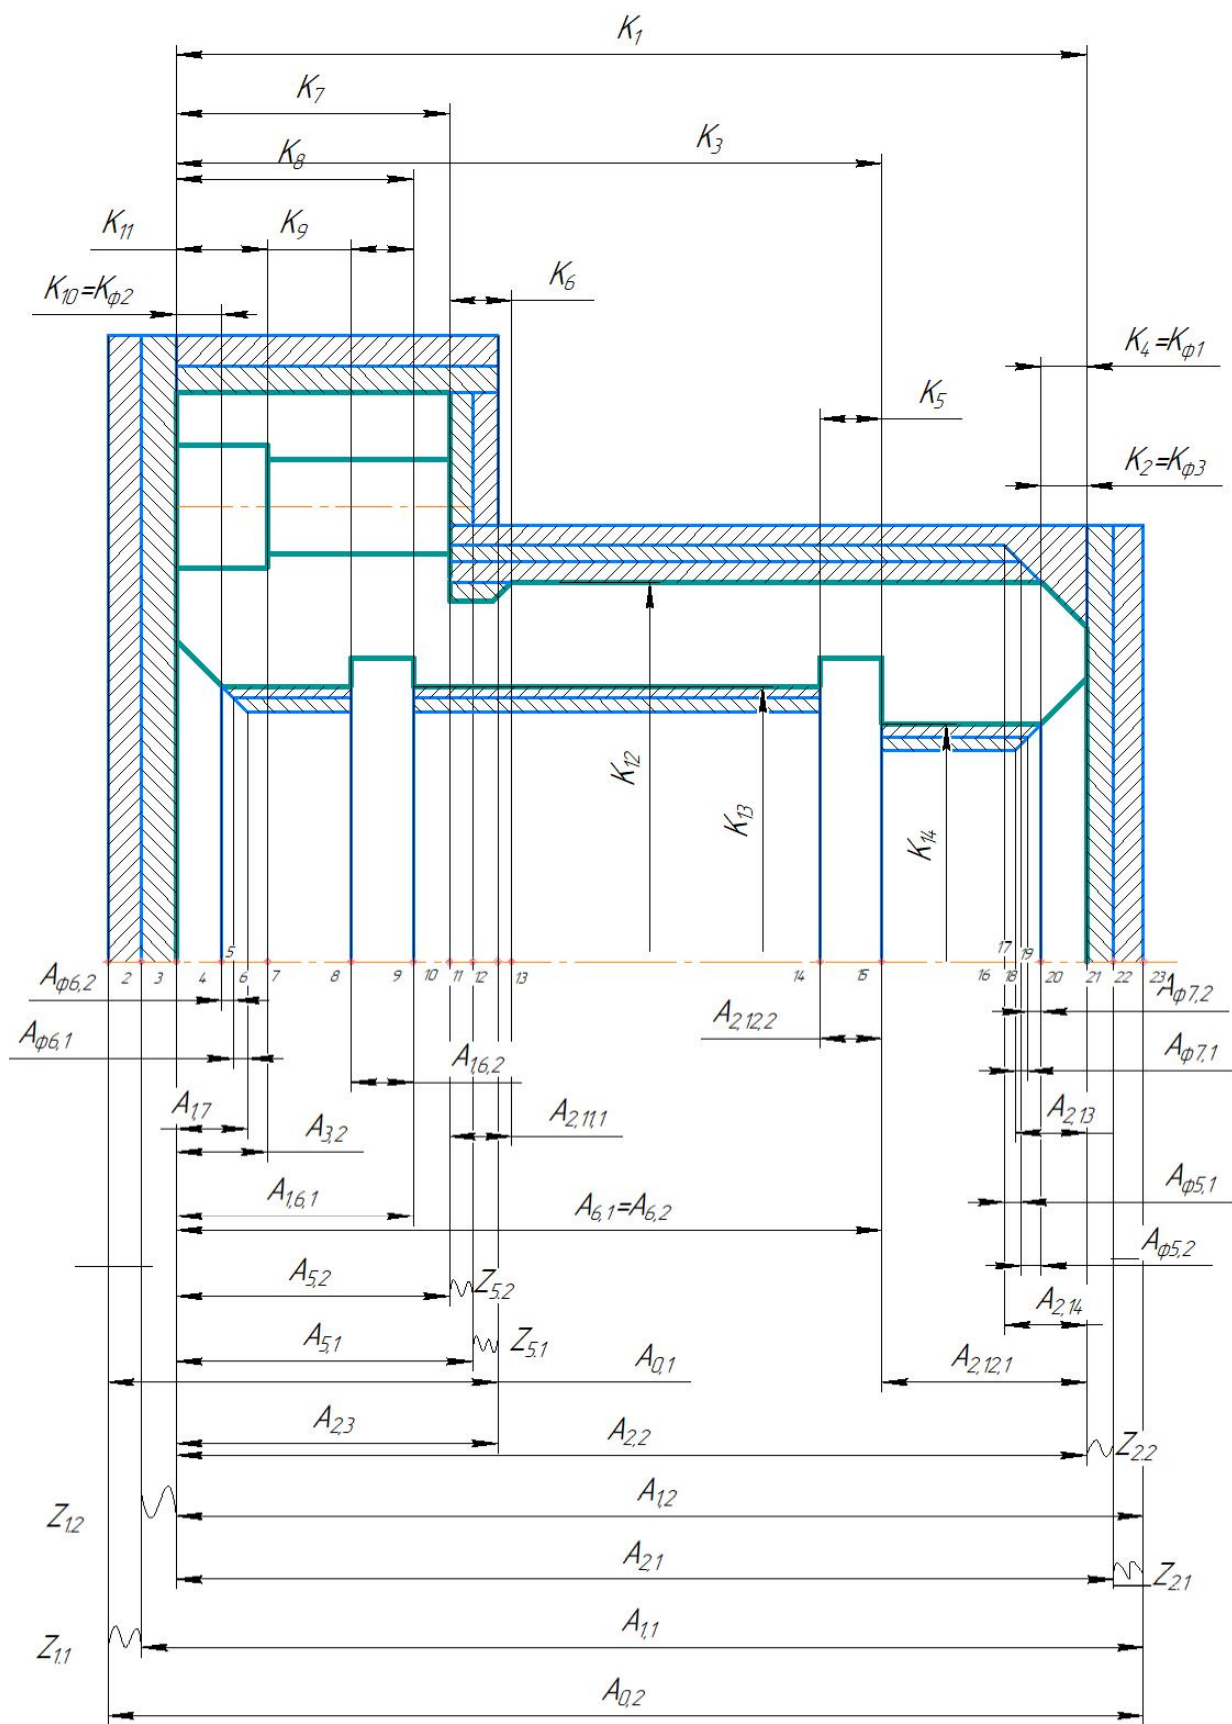 K₁
K₇
K₃
K₈
K₁₁ K₉
K₆
K₁₀=Kф₂
K₄=Kф₁
K₅
K₂=Kф₃
K₁₂
K₁₃
K₁₄
2 3 4 5 6 7 8 9 10 11 12 13 14 15 16 17 18 19 20 21 22 23
Aф6,2
A2,12,2
Aф7,2
Aф6,1
A1,6,2
Aф7,1
A1,7
A2,11,1
A2,13
A3,2
A1,6,1
A6,1=A6,2
Aф5,1
Aф5,2
A5,2
Z5.2
A2,14
A5,1
Z5.1
A0,1
A2,12,1
A2,3
A2,2
Z2.2
Z1.2
A1,2
A2,1
Z2.1
A1,1
Z1.1
A0,2